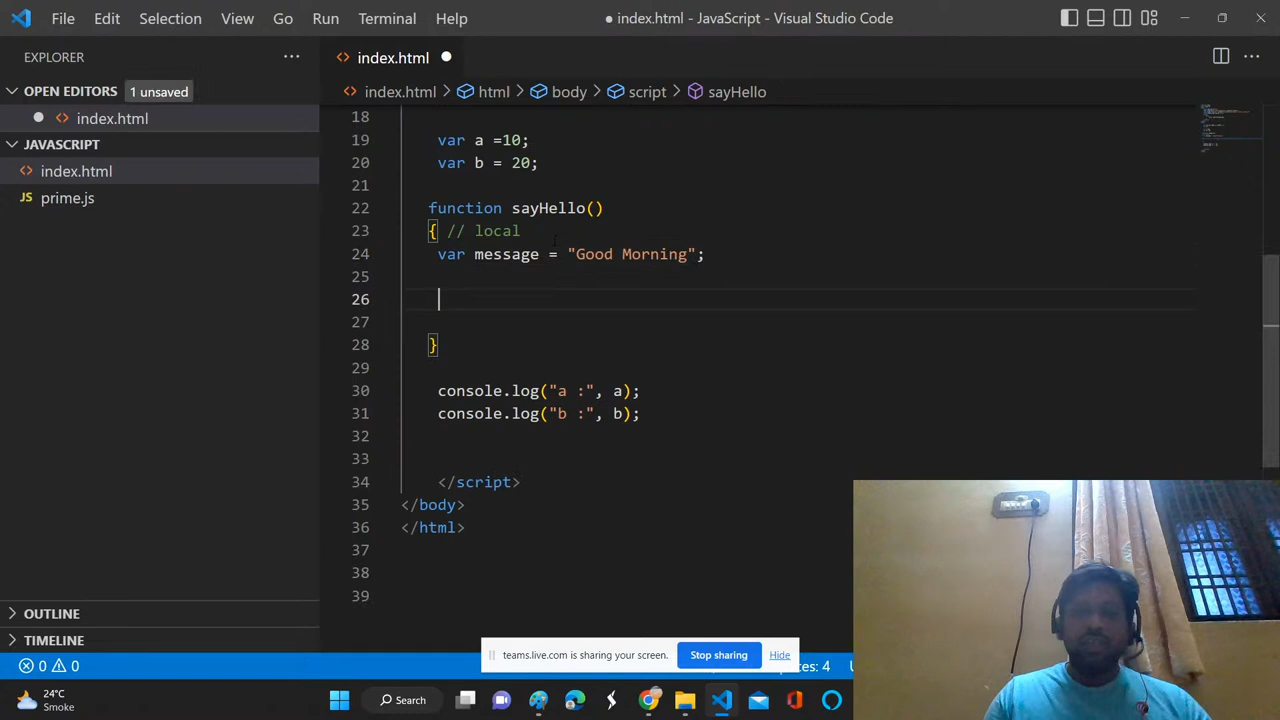 File Edit Selection View Go Run Terminal Help ● index.html - JavaScript - Visual Studio Code
EXPLORER
index.html
OPEN EDITORS 1 unsaved
index.html > html > body > script > sayHello
index.html
JAVASCRIPT
index.html
JS prime.js
18
19 var a =10;
20 var b = 20;
21
22 function sayHello()
23 { // local
24 var message = "Good Morning";
25
26
27
28 }
29
30 console.log("a :", a);
31 console.log("b :", b);
32
33
34 </script>
35 </body>
36 </html>
37
38
39
OUTLINE
TIMELINE
0 0
teams.live.com is sharing your screen. Stop sharing Hide
24°C
Smoke
Search